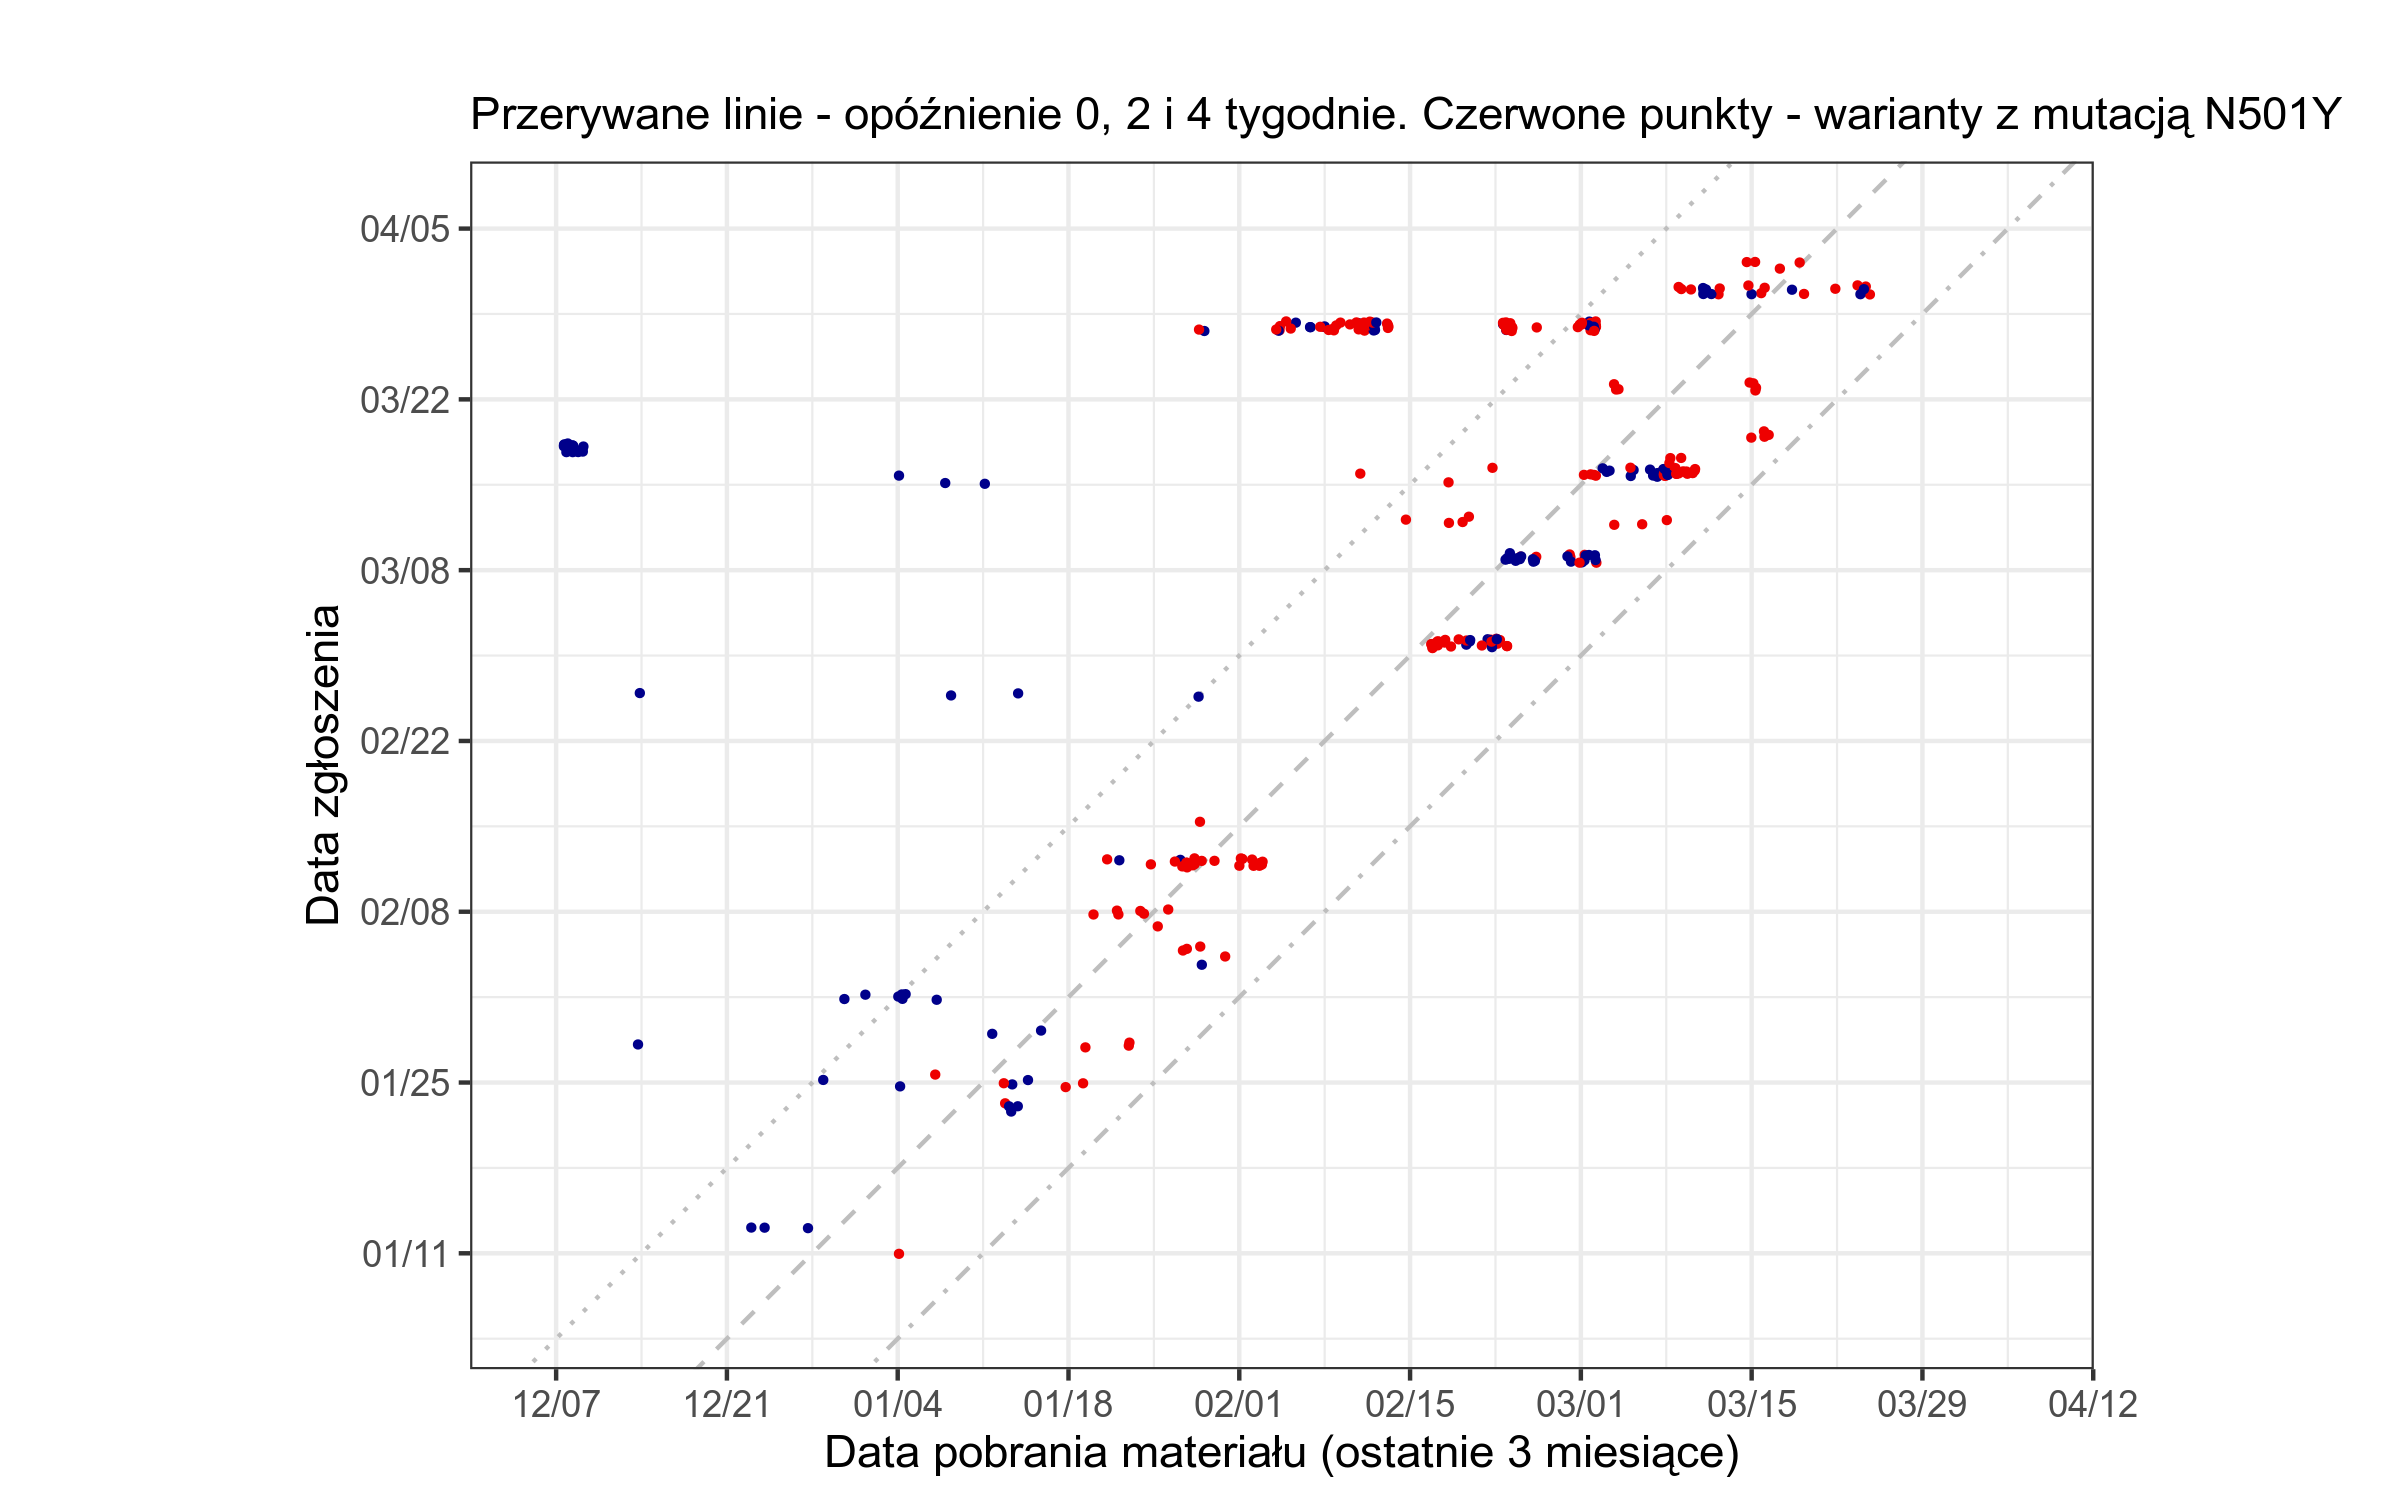 Przerywane linie - opóźnienie 0, 2 i 4 tygodnie. Czerwone punkty - warianty z mutacją N501Y
Data zgłoszenia
04/05
03/22
03/08
02/22
02/08
01/25
01/11
12/07 12/21 01/04 01/18 02/01 02/15 03/01 03/15 03/29 04/12
Data pobrania materiału (ostatnie 3 miesiące)